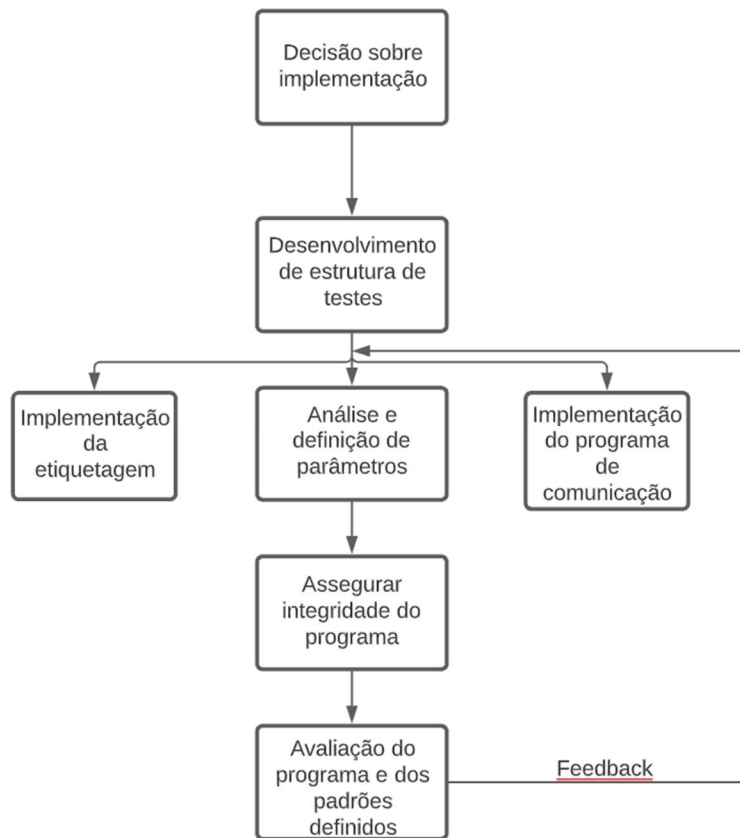 Decisão sobre
implementação
Desenvolvimento
de estrutura de
testes
Implementação
da
etiquetagem
Análise e
definição de
parâmetros
Implementação
do programa
de
comunicação
Assegurar
integridade do
programa
Avaliação do
programa e dos
padrões
definidos
Feedback